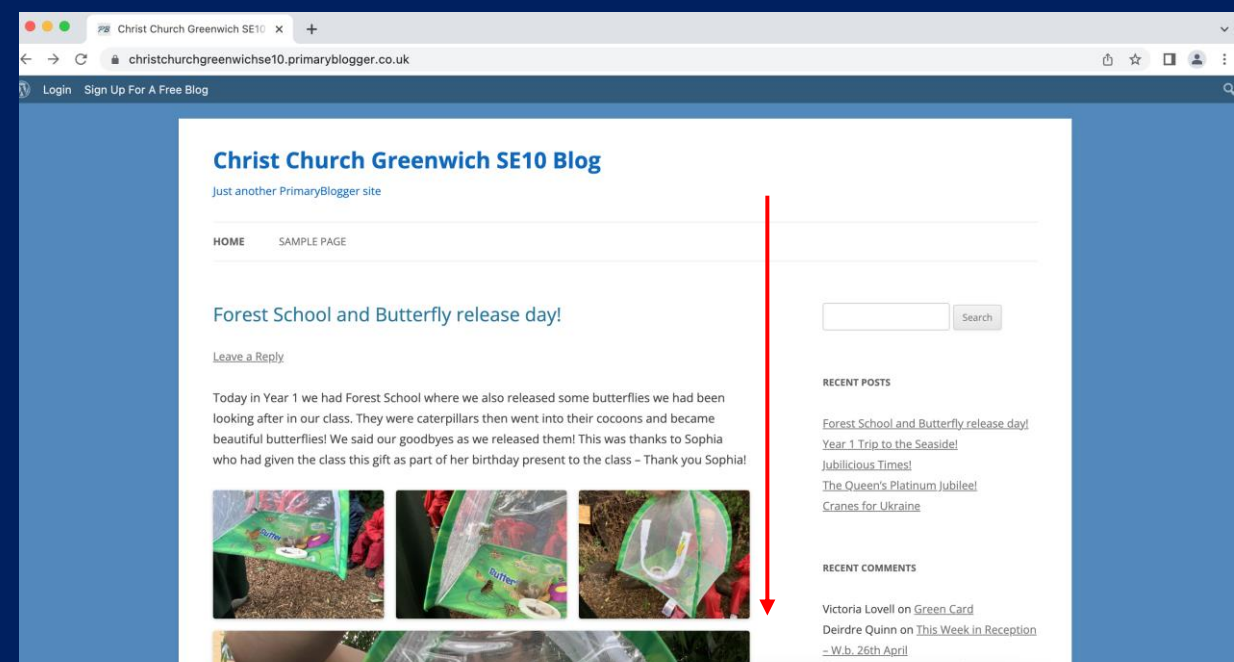 Christ Church Greenwich SE10
christchurchgreenwichse10.primaryblogger.co.uk
Login Sign Up For A Free Blog
Christ Church Greenwich SE10 Blog
Just another PrimaryBlogger site
HOME SAMPLE PAGE
Forest School and Butterfly release day!
Leave a Reply
Today in Year 1 we had Forest School where we also released some butterflies we had been
looking after in our class. They were caterpillars then went into their cocoons and became
beautiful butterflies! We said our goodbyes as we released them! This was thanks to Sophia
who had given the class this gift as part of her birthday present to the class – Thank you Sophia!
Search
RECENT POSTS
Forest School and Butterfly release day!
Year 1 Trip to the Seaside!
Jubilicious Times!
The Queen's Platinum Jubilee!
Cranes for Ukraine
RECENT COMMENTS
Victoria Lovell on Green Card
Deirdre Quinn on This Week in Reception
– W.b. 26th April